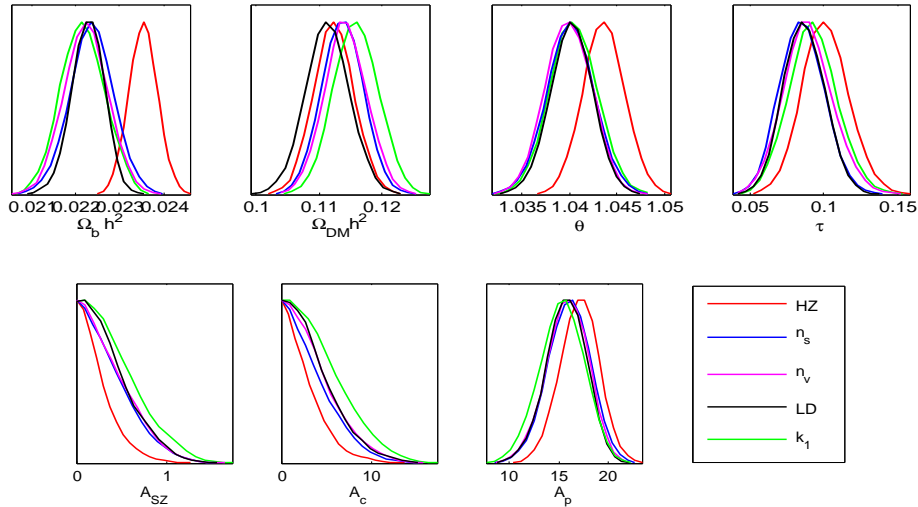 0.021 0.022 0.023 0.024
Ω_b h²
0.1 0.11 0.12
Ω_DM h²
1.035 1.04 1.045 1.05
θ
0.05 0.1 0.15
τ
0 1
A_SZ
0 10
A_c
10 15 20
A_p
HZ
n_s
n_v
LD
k_1